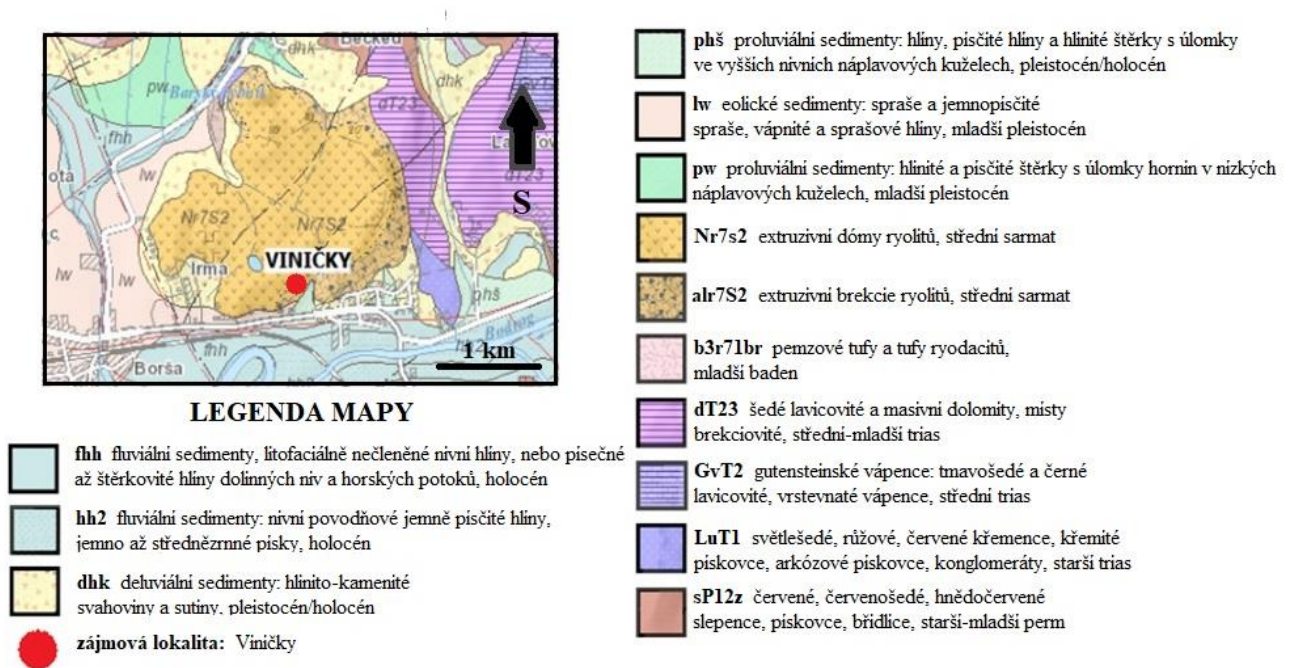 dhk
pw
dT23
dhk
fhh
S
lw
Nr7S2
Nr7S2
dT23
lw
lw
Irma
VINIČKY
phš
fhh
Borša
1 km
LEGENDA MAPY
fhh fluviální sedimenty, litofaciálně nečleněné nivní hlíny, nebo písečné
až štěrkovité hlíny dolinných niv a horských potoků, holocén
hh2 fluviální sedimenty: nivní povodňové jemně písčité hlíny,
jemno až střednězrnné písky, holocén
dhk deluviální sedimenty: hlinito-kamenité
svahoviny a sutiny, pleistocén/holocén
zájmová lokalita: Viničky
phš proluviální sedimenty: hlíny, pisčité hlíny a hlinité štěrky s úlomky
ve vyšších nivních náplavových kuželech, pleistocén/holocén
lw eolické sedimenty: spraše a jemnopísčité
spraše, vápnité a sprašové hlíny, mladší pleistocén
pw proluviální sedimenty: hlinité a pisčité štěrky s úlomky hornin v nízkých
náplavových kuželech, mladší pleistocén
Nr7s2 extruzivní dómy ryolitů, střední sarmat
alr7S2 extruzivní brekcie ryolitů, střední sarmat
b3r71br pemzové tufy a tufy ryodacitů,
mladší baden
dT23 šedé lavicovité a masivní dolomity, místy
brekciovité, střední-mladší trias
GvT2 gutensteinské vápence: tmavošedé a černé
lavicovité, vrstevnaté vápence, střední trias
LuT1 světlešedé, růžové, červené křemence, křemité
pískovce, arkózové pískovce, konglomeráty, starší trias
sP12z červené, červenošedé, hnědočervené
slepence, pískovce, břidlice, starší-mladší perm